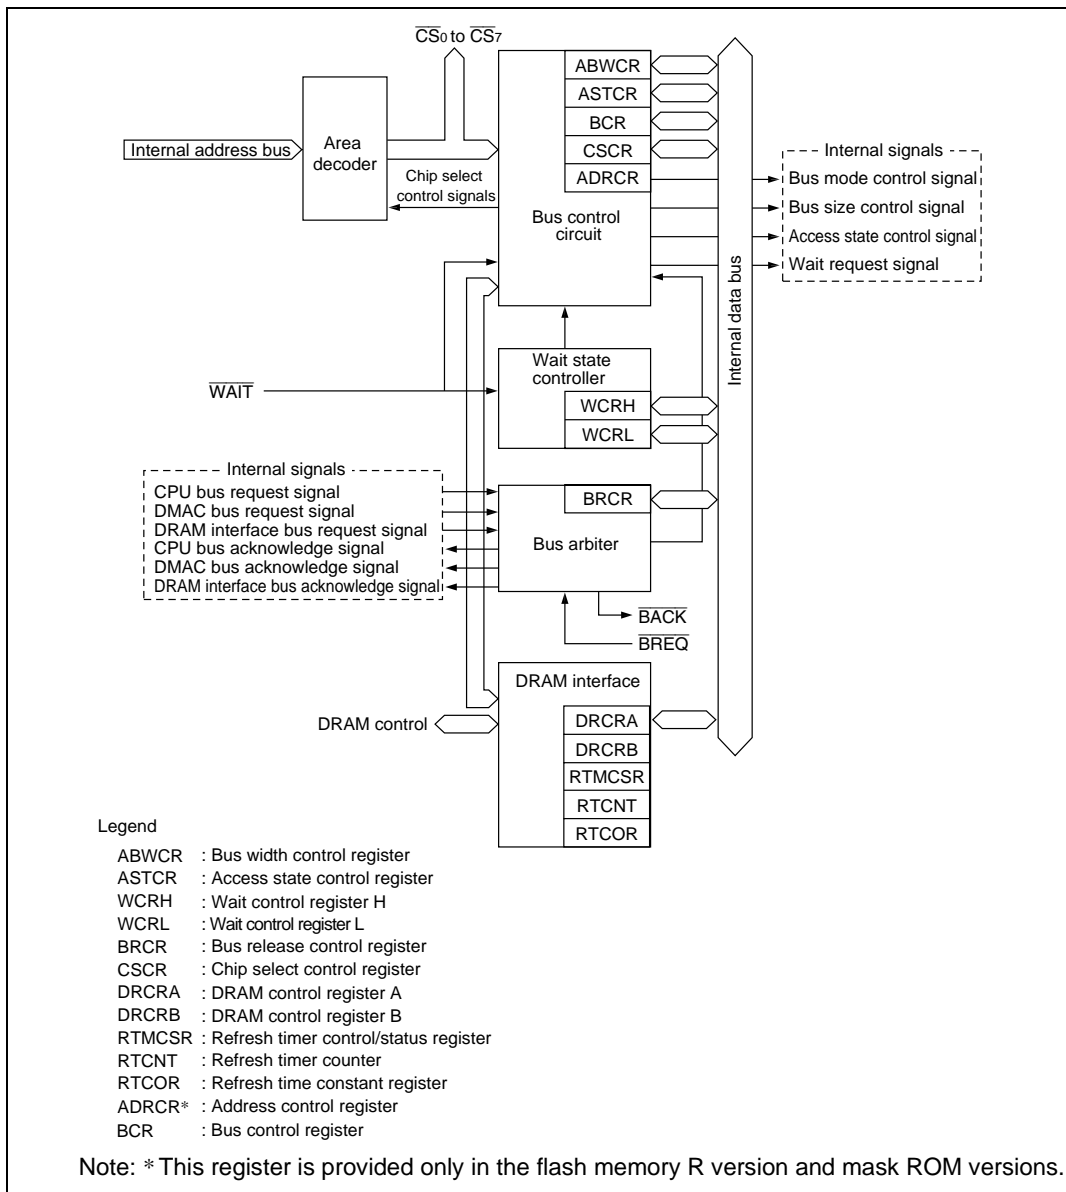 CS0 to CS7
ABWCR
ASTCR
BCR
CSCR
ADRCR
Bus control
circuit
Area
decoder
Internal address bus
Chip select
control signals
Internal signals
Bus mode control signal
Bus size control signal
Access state control signal
Wait request signal
Internal data bus
Wait state
controller
WCRH
WCRL
WAIT
Internal signals
CPU bus request signal
DMAC bus request signal
DRAM interface bus request signal
CPU bus acknowledge signal
DMAC bus acknowledge signal
DRAM interface bus acknowledge signal
BRCR
Bus arbiter
BACK
BREQ
DRAM interface
DRAM control
DRCRA
DRCRB
RTMCSR
RTCNT
RTCOR
Legend
ABWCR : Bus width control register
ASTCR : Access state control register
WCRH : Wait control register H
WCRL : Wait control register L
BRCR : Bus release control register
CSCR : Chip select control register
DRCRA : DRAM control register A
DRCRB : DRAM control register B
RTMCSR : Refresh timer control/status register
RTCNT : Refresh timer counter
RTCOR : Refresh time constant register
ADRCR* : Address control register
BCR : Bus control register
Note: * This register is provided only in the flash memory R version and mask ROM versions.